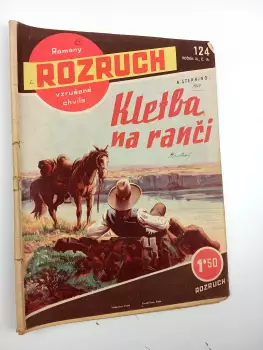 Romány
ROZRUCH
vzrušené chvíle
124
Kletba
na ranči
1·50
ROZRUCH